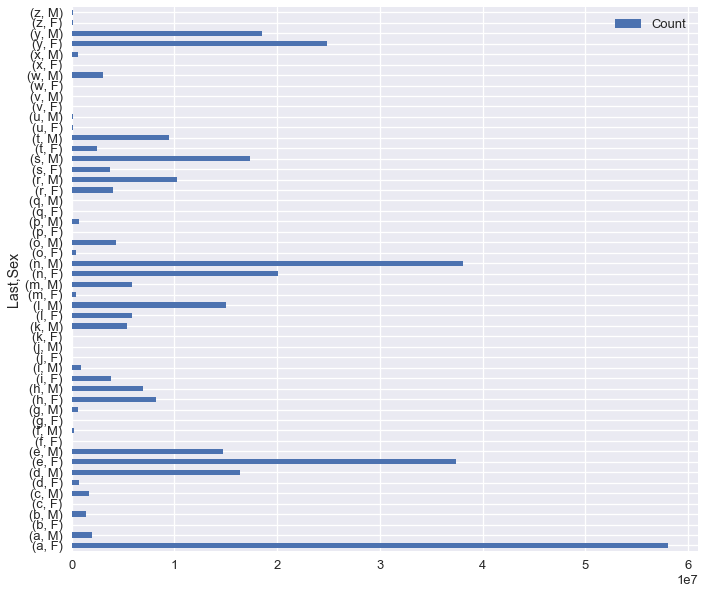 Count
(z, M)
(z, F)
(y, M)
(y, F)
(x, M)
(x, F)
(w, M)
(w, F)
(v, M)
(v, F)
(u, M)
(u, F)
(t, M)
(t, F)
(s, M)
(s, F)
(r, M)
(r, F)
(q, M)
(q, F)
(p, M)
(p, F)
(o, M)
(o, F)
(n, M)
(n, F)
(m, M)
(m, F)
(l, M)
(l, F)
(k, M)
(k, F)
(j, M)
(j, F)
(i, M)
(i, F)
(h, M)
(h, F)
(g, M)
(g, F)
(f, M)
(f, F)
(e, M)
(e, F)
(d, M)
(d, F)
(c, M)
(c, F)
(b, M)
(b, F)
(a, M)
(a, F)
Last,Sex
0 1 2 3 4 5 6
1e7